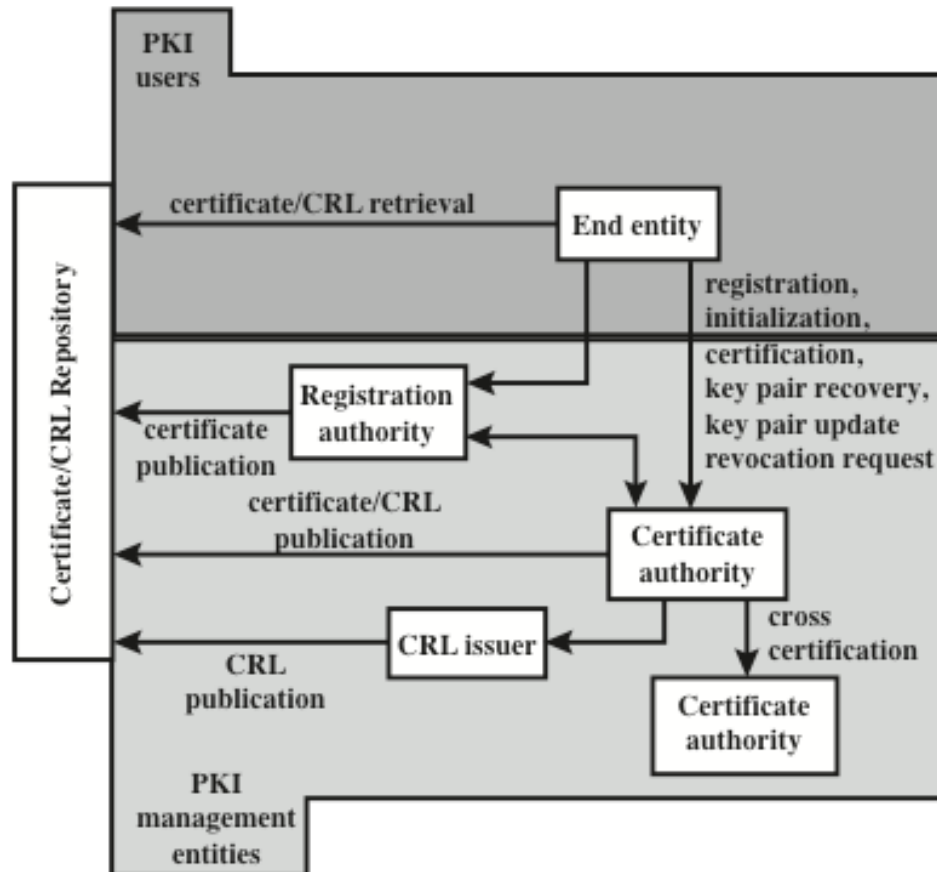 PKI
users
certificate/CRL retrieval
End entity
Certificate/CRL Repository
registration,
initialization,
certification,
key pair recovery,
key pair update
revocation request
Registration
authority
certificate
publication
certificate/CRL
publication
Certificate
authority
CRL issuer
CRL
publication
cross
certification
Certificate
authority
PKI
management
entities